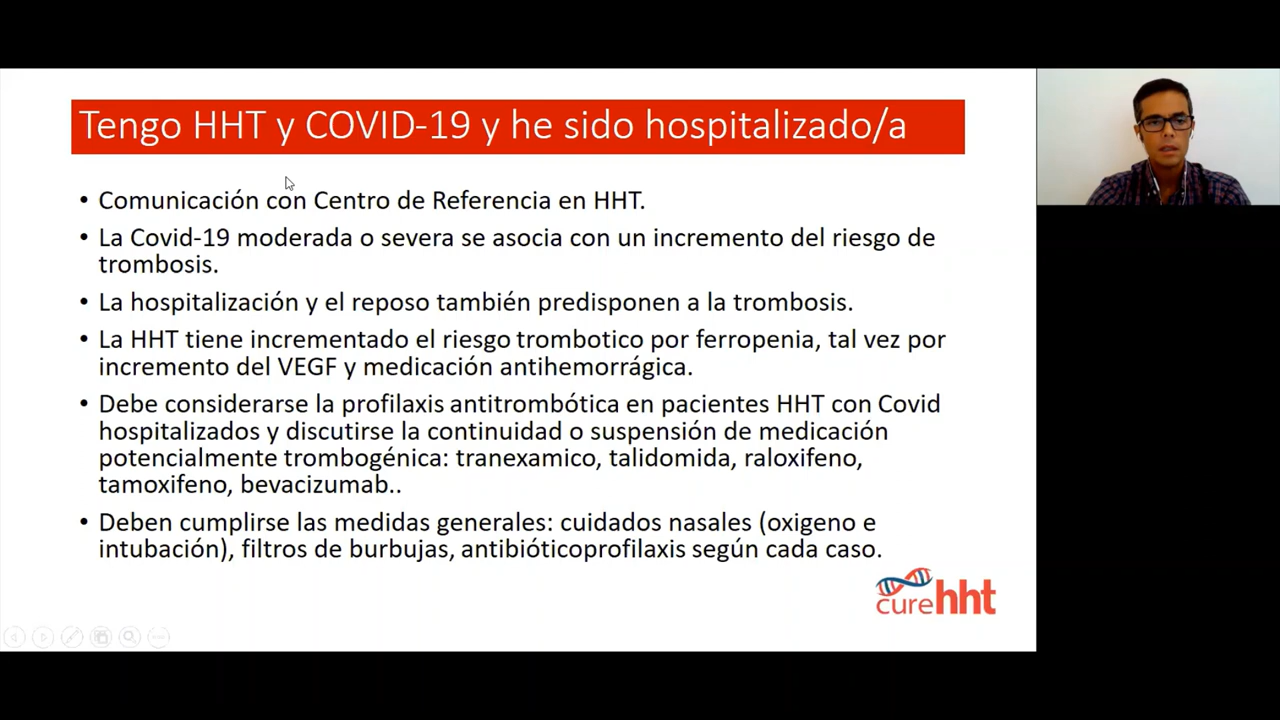 Tengo HHT y COVID-19 y he sido hospitalizado/a
• Comunicación con Centro de Referencia en HHT.
• La Covid-19 moderada o severa se asocia con un incremento del riesgo de
trombosis.
• La hospitalización y el reposo también predisponen a la trombosis.
• La HHT tiene incrementado el riesgo trombotico por ferropenia, tal vez por
incremento del VEGF y medicación antihemorrágica.
• Debe considerarse la profilaxis antitrombótica en pacientes HHT con Covid
hospitalizados y discutirse la continuidad o suspensión de medicación
potencialmente trombogénica: tranexamico, talidomida, raloxifeno,
tamoxifeno, bevacizumab..
• Deben cumplirse las medidas generales: cuidados nasales (oxigeno e
intubación), filtros de burbujas, antibióticoprofilaxis según cada caso.
curehht